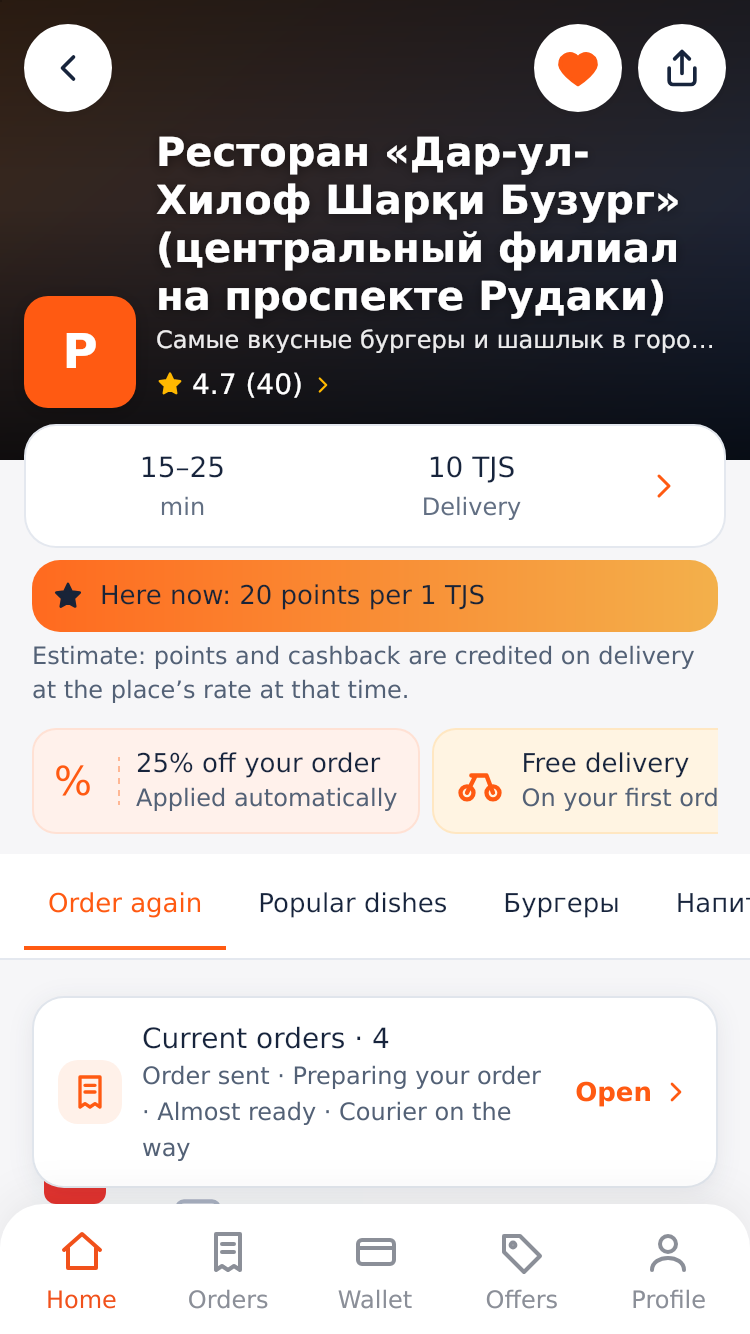 Ресторан «Дар-ул-
Хилоф Шарқи Бузург»
(центральный филиал
на проспекте Рудаки)
Р
Самые вкусные бургеры и шашлык в горо...
4.7 (40)
15–25
min
10 TJS
Delivery
Here now: 20 points per 1 TJS
Estimate: points and cashback are credited on delivery
at the place’s rate at that time.
%
25% off your order
Applied automatically
Free delivery
On your first ord
Order again
Popular dishes
Бургеры
Напит
Current orders · 4
Order sent · Preparing your order
· Almost ready · Courier on the
way
Open
Home
Orders
Wallet
Offers
Profile